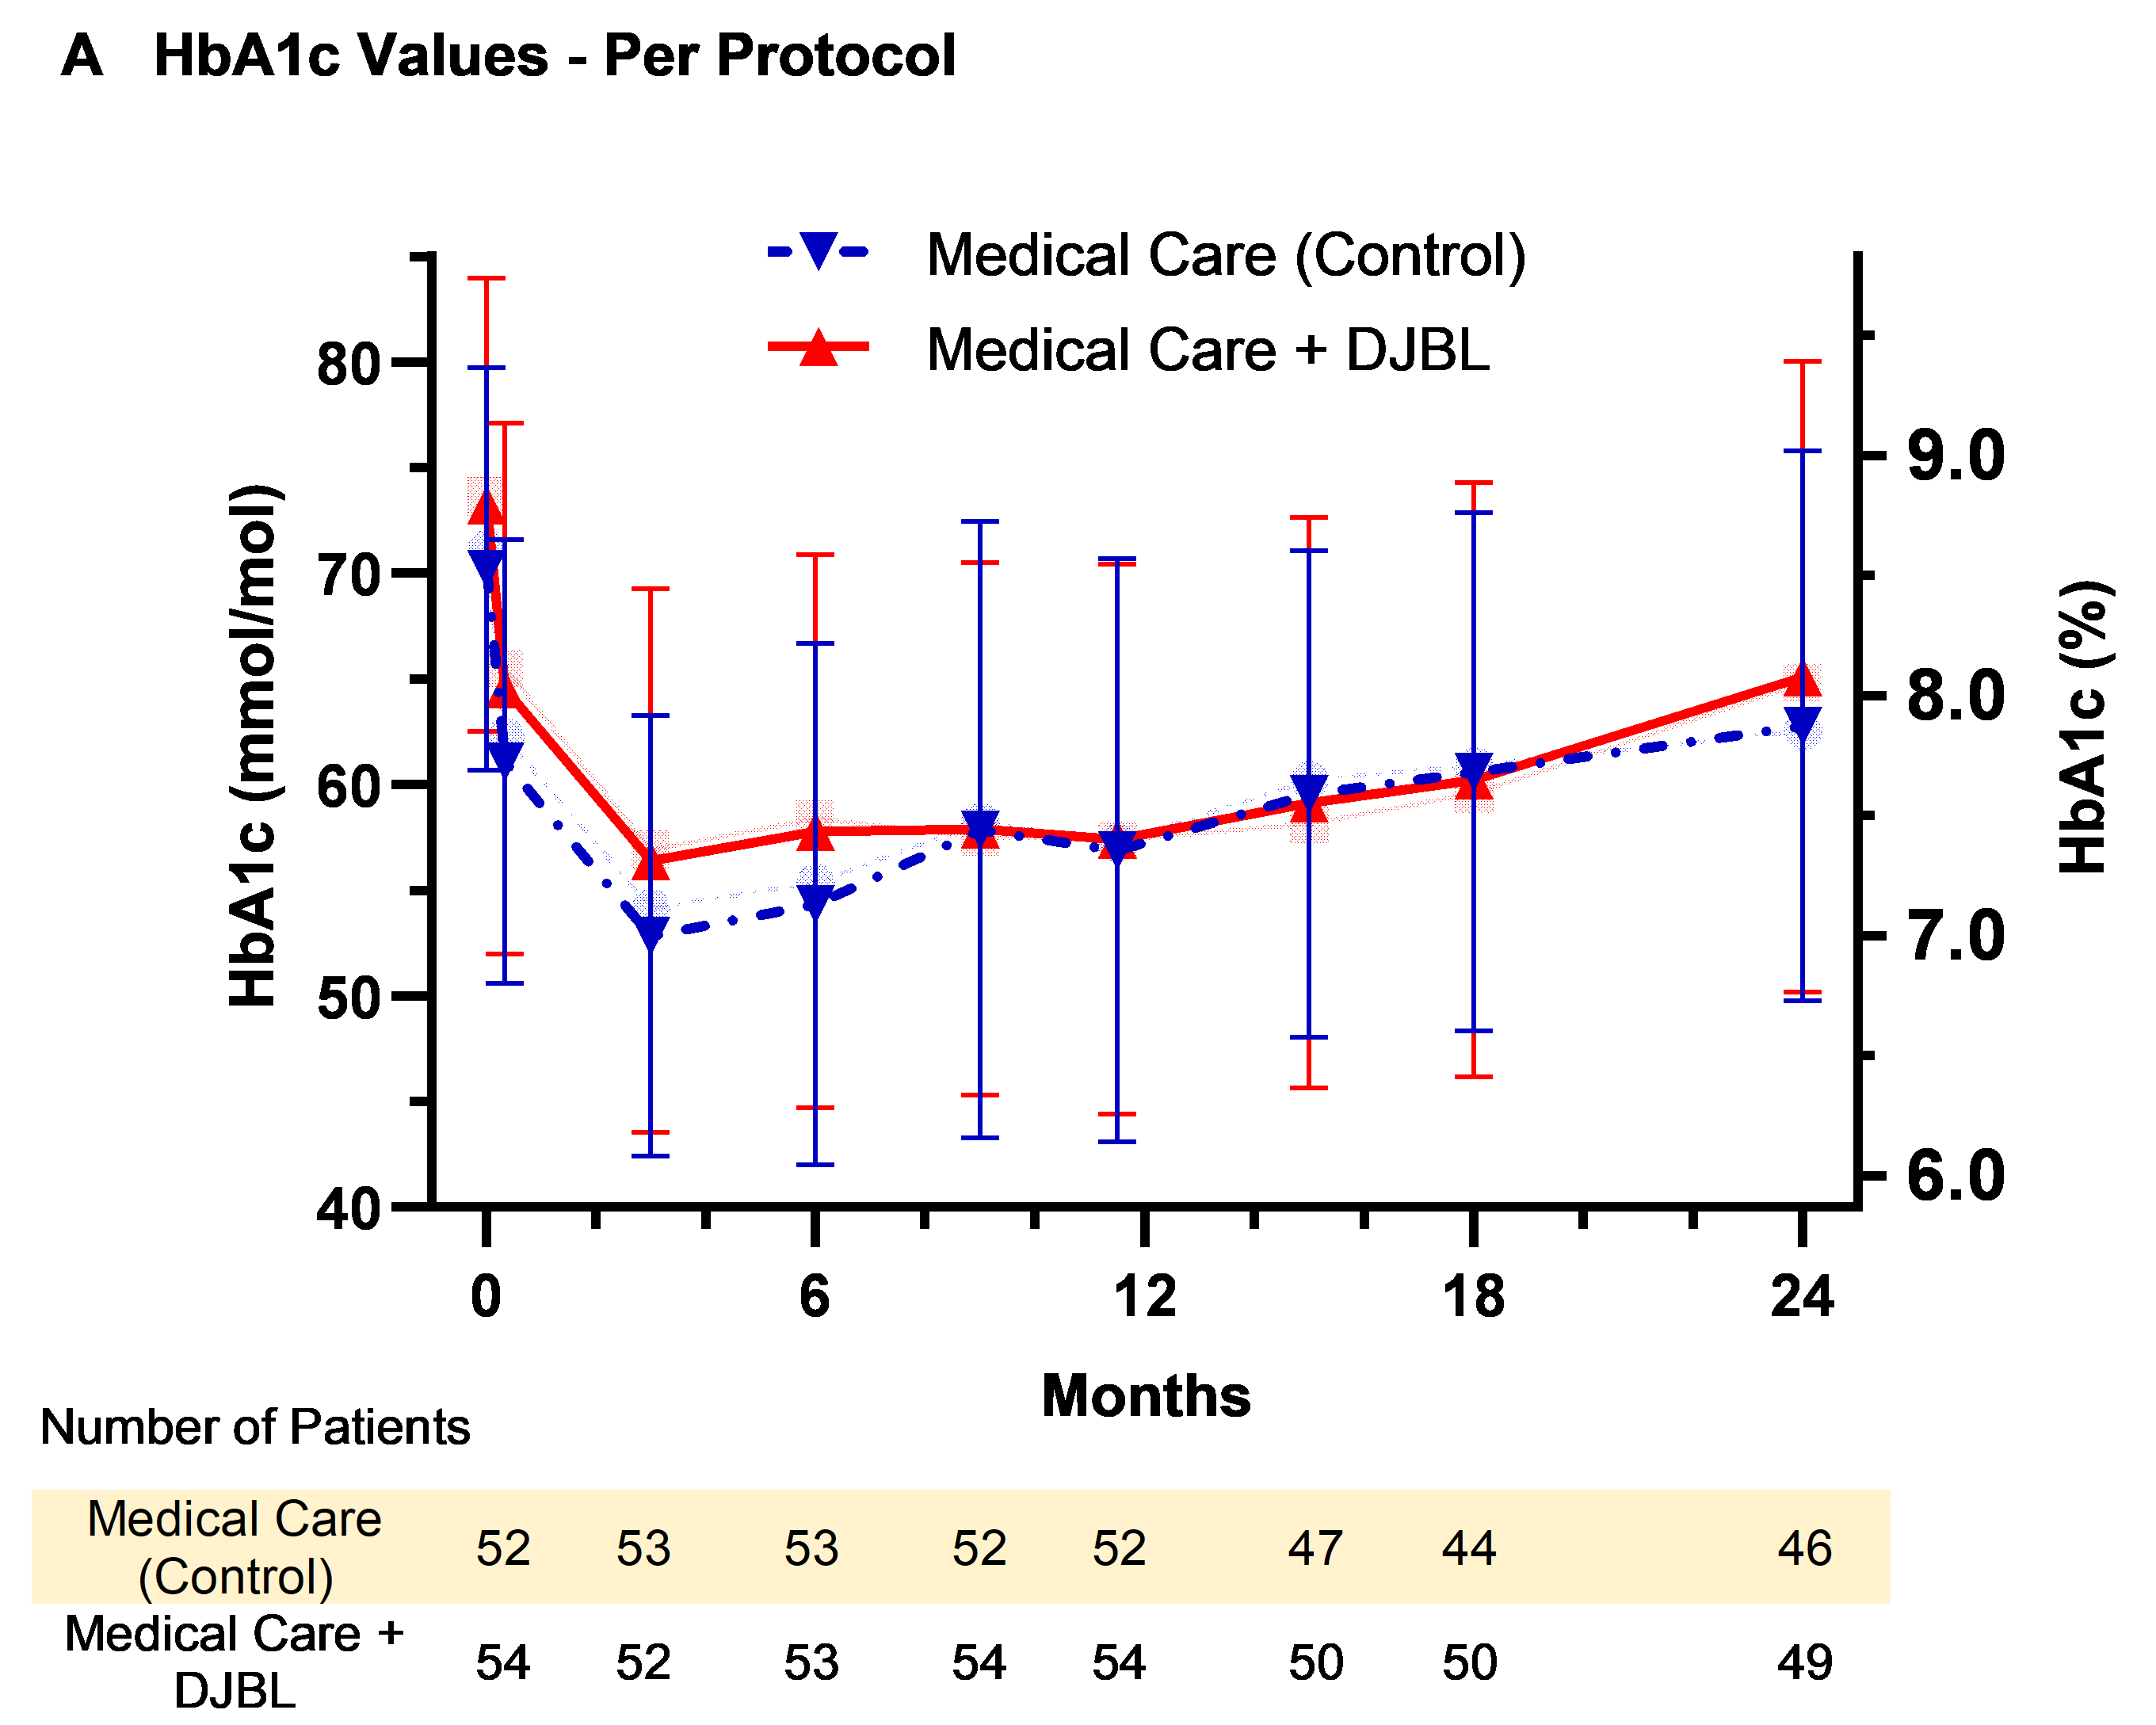 A HbA1c Values - Per Protocol
Medical Care (Control)
Medical Care + DJBL
HbA1c (mmol/mol)
80
70
60
50
40
HbA1c (%)
9.0
8.0
7.0
6.0
0 6 12 18 24
Months
Number of Patients
Medical Care
(Control)
52 53 53 52 52 47 44 46
Medical Care +
DJBL
54 52 53 54 54 50 50 49